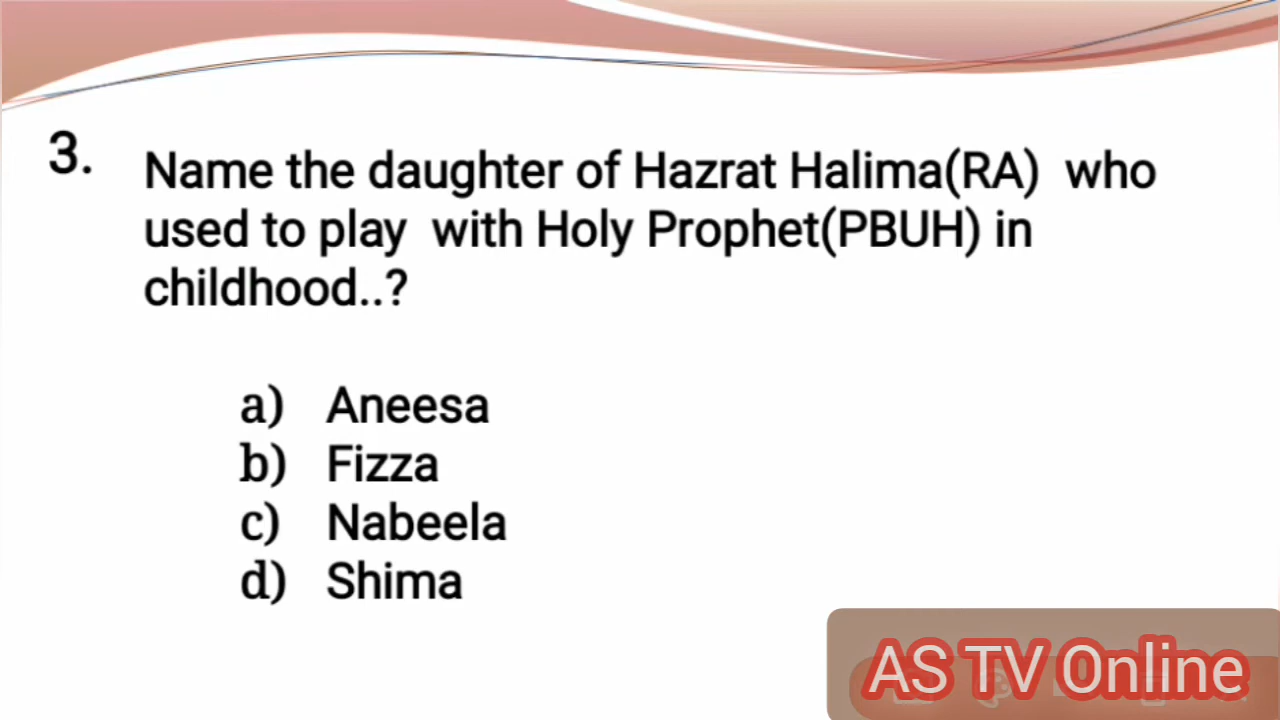 3.
Name the daughter of Hazrat Halima(RA) who
used to play with Holy Prophet(PBUH) in
childhood..?
a) Aneesa
b) Fizza
c) Nabeela
d) Shima
AS TV Online